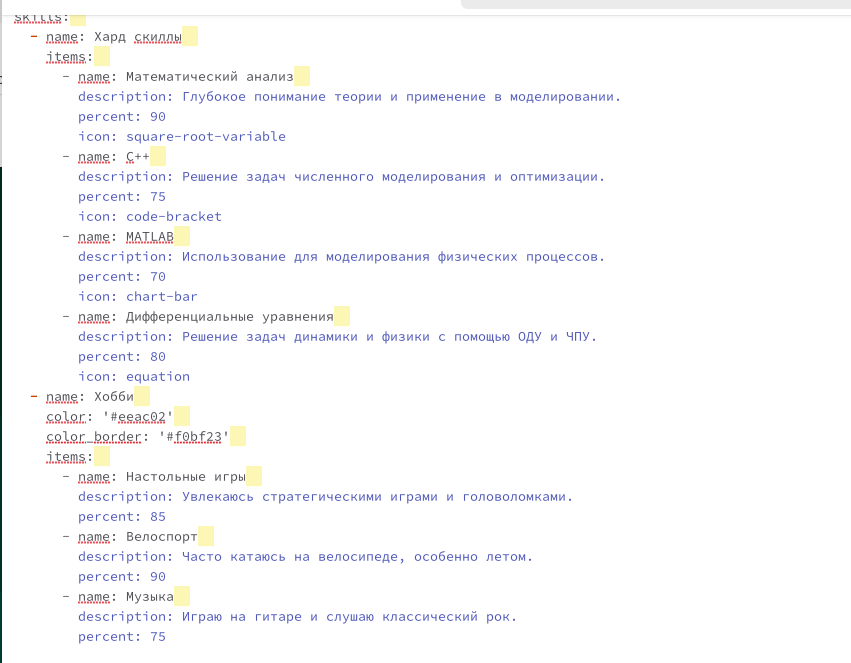 skills:
- name: Хард скиллы
items:
- name: Математический анализ
description: Глубокое понимание теории и применение в моделировании.
percent: 90
icon: square-root-variable
- name: C++
description: Решение задач численного моделирования и оптимизации.
percent: 75
icon: code-bracket
- name: MATLAB
description: Использование для моделирования физических процессов.
percent: 70
icon: chart-bar
- name: Дифференциальные уравнения
description: Решение задач динамики и физики с помощью ОДУ и ЧПУ.
percent: 80
icon: equation
- name: Хобби
color: '#eeac02'
color_border: '#f0bf23'
items:
- name: Настольные игры
description: Увлекаюсь стратегическими играми и головоломками.
percent: 85
- name: Велоспорт
description: Часто катаюсь на велосипеде, особенно летом.
percent: 90
- name: Музыка
description: Играю на гитаре и слушаю классический рок.
percent: 75